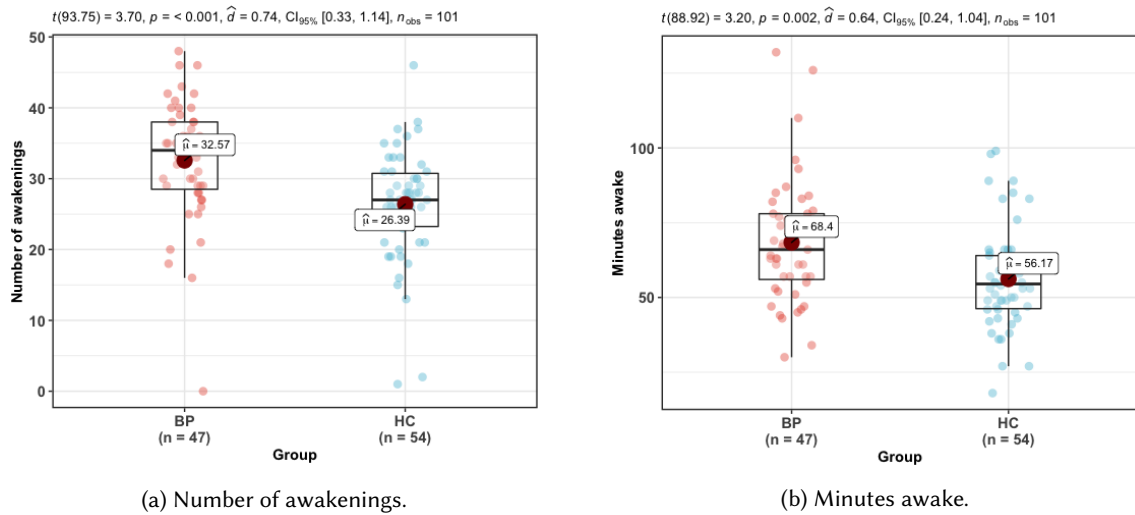 t(93.75) = 3.70, p = < 0.001, d̂ = 0.74, CI95% [0.33, 1.14], nobs = 101
50
40
30
20
10
0
Number of awakenings
μ̂ = 32.57
μ̂ = 26.39
BP
(n = 47)
HC
(n = 54)
Group
(a) Number of awakenings.
t(88.92) = 3.20, p = 0.002, d̂ = 0.64, CI95% [0.24, 1.04], nobs = 101
100
50
Minutes awake
μ̂ = 68.4
μ̂ = 56.17
BP
(n = 47)
HC
(n = 54)
Group
(b) Minutes awake.